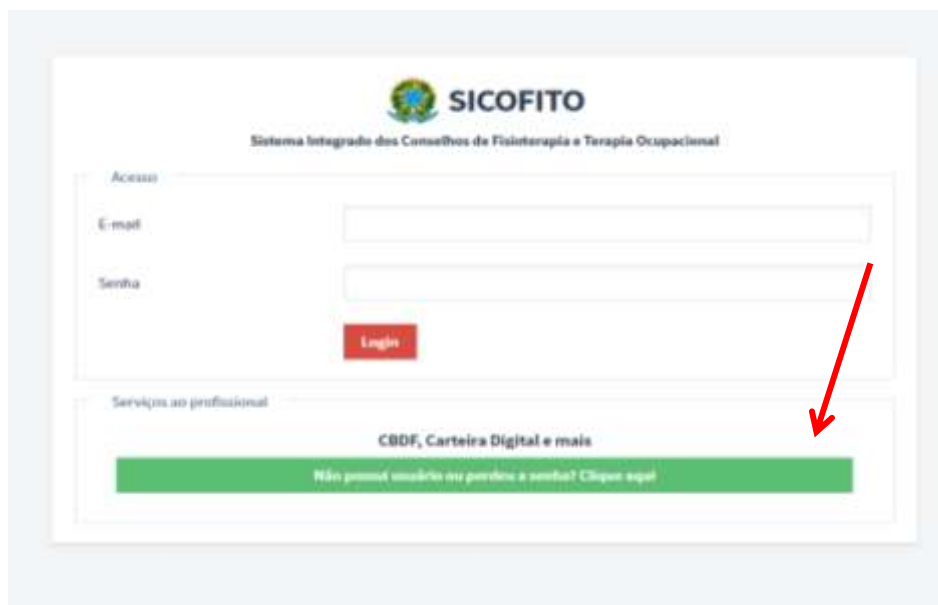 SICOFITO
Sistema Integrado dos Conselhos de Fisioterapia e Terapia Ocupacional
Acesso
E-mail
Senha
Login
Serviços ao profissional
CBDF, Carteira Digital e mais
Não possui usuário ou perdeu a senha? Clique aqui